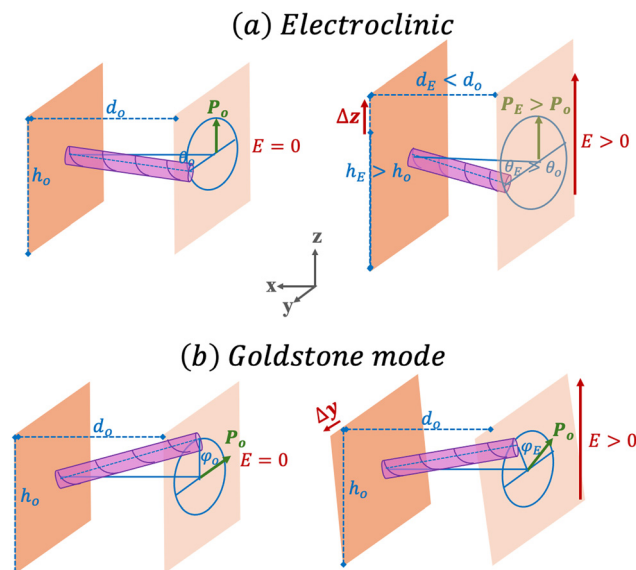 (a) Electroclinic
d_o
P_o
θ_o
h_o
E = 0
d_E < d_o
Δz
P_E > P_o
h_E > h_o
θ_E > θ_o
E > 0
z
x
y
(b) Goldstone mode
d_o
P_o
φ_o
h_o
E = 0
Δy
d_o
P_o
φ_E
h_o
E > 0